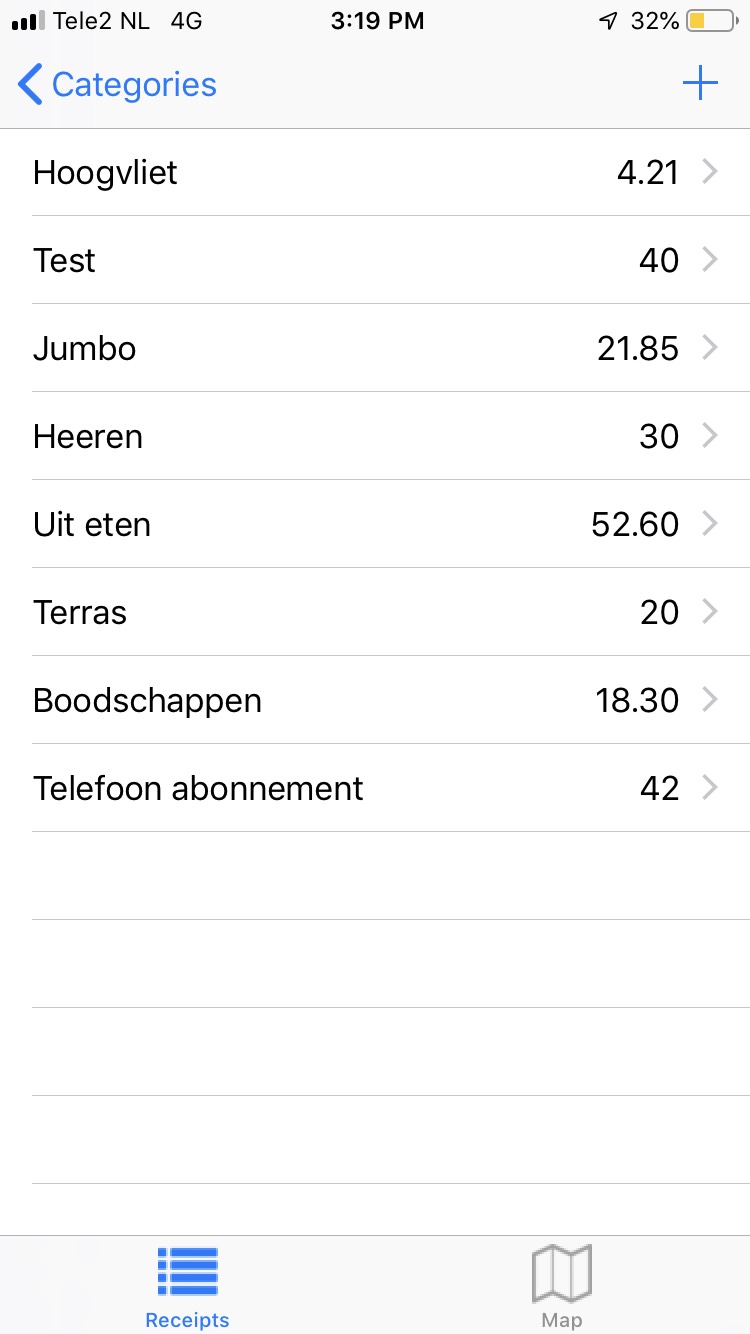 Tele2 NL 4G 3:19 PM 32%
Categories
Hoogvliet 4.21
Test 40
Jumbo 21.85
Heeren 30
Uit eten 52.60
Terras 20
Boodschappen 18.30
Telefoon abonnement 42
Receipts Map